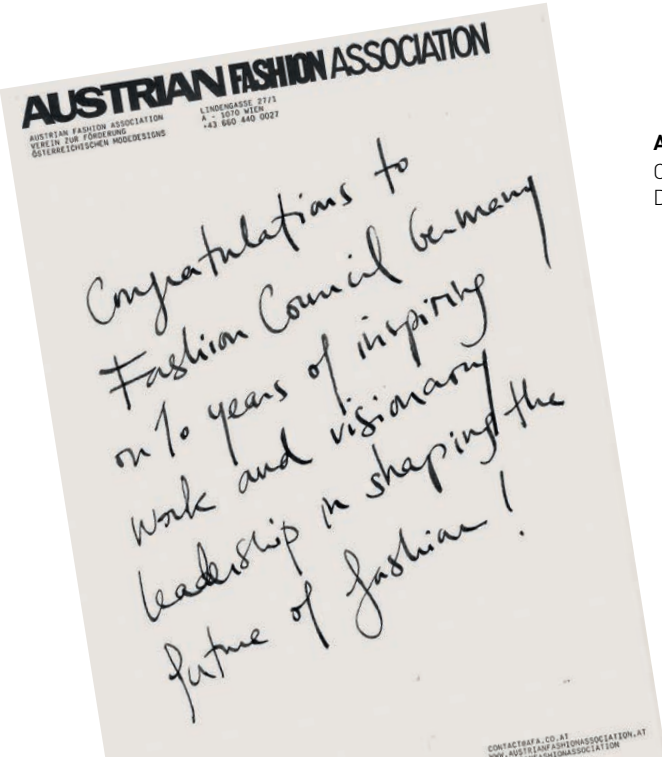 AUSTRIAN FASHION ASSOCIATION
AUSTRIAN FASHION ASSOCIATION
VEREIN ZUR FÖRDERUNG
ÖSTERREICHISCHEN MODEDESIGNS
LINDENGASSE 27/1
A - 1070 WIEN
+43 660 440 0027
Congratulations to
Fashion Council Germany
on 10 years of inspiring
work and visionary
leadership in shaping the
future of fashion!
CONTACT@AFA.CO.AT
WWW.AUSTRIANFASHIONASSOCIATION.AT